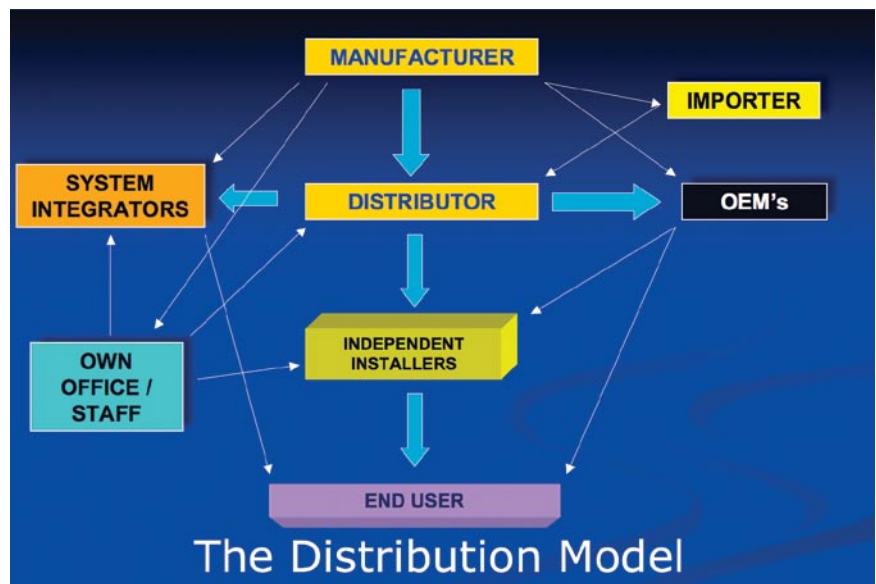 MANUFACTURER
IMPORTER
SYSTEM
INTEGRATORS
DISTRIBUTOR
OEM's
INDEPENDENT
INSTALLERS
OWN
OFFICE /
STAFF
END USER
The Distribution Model